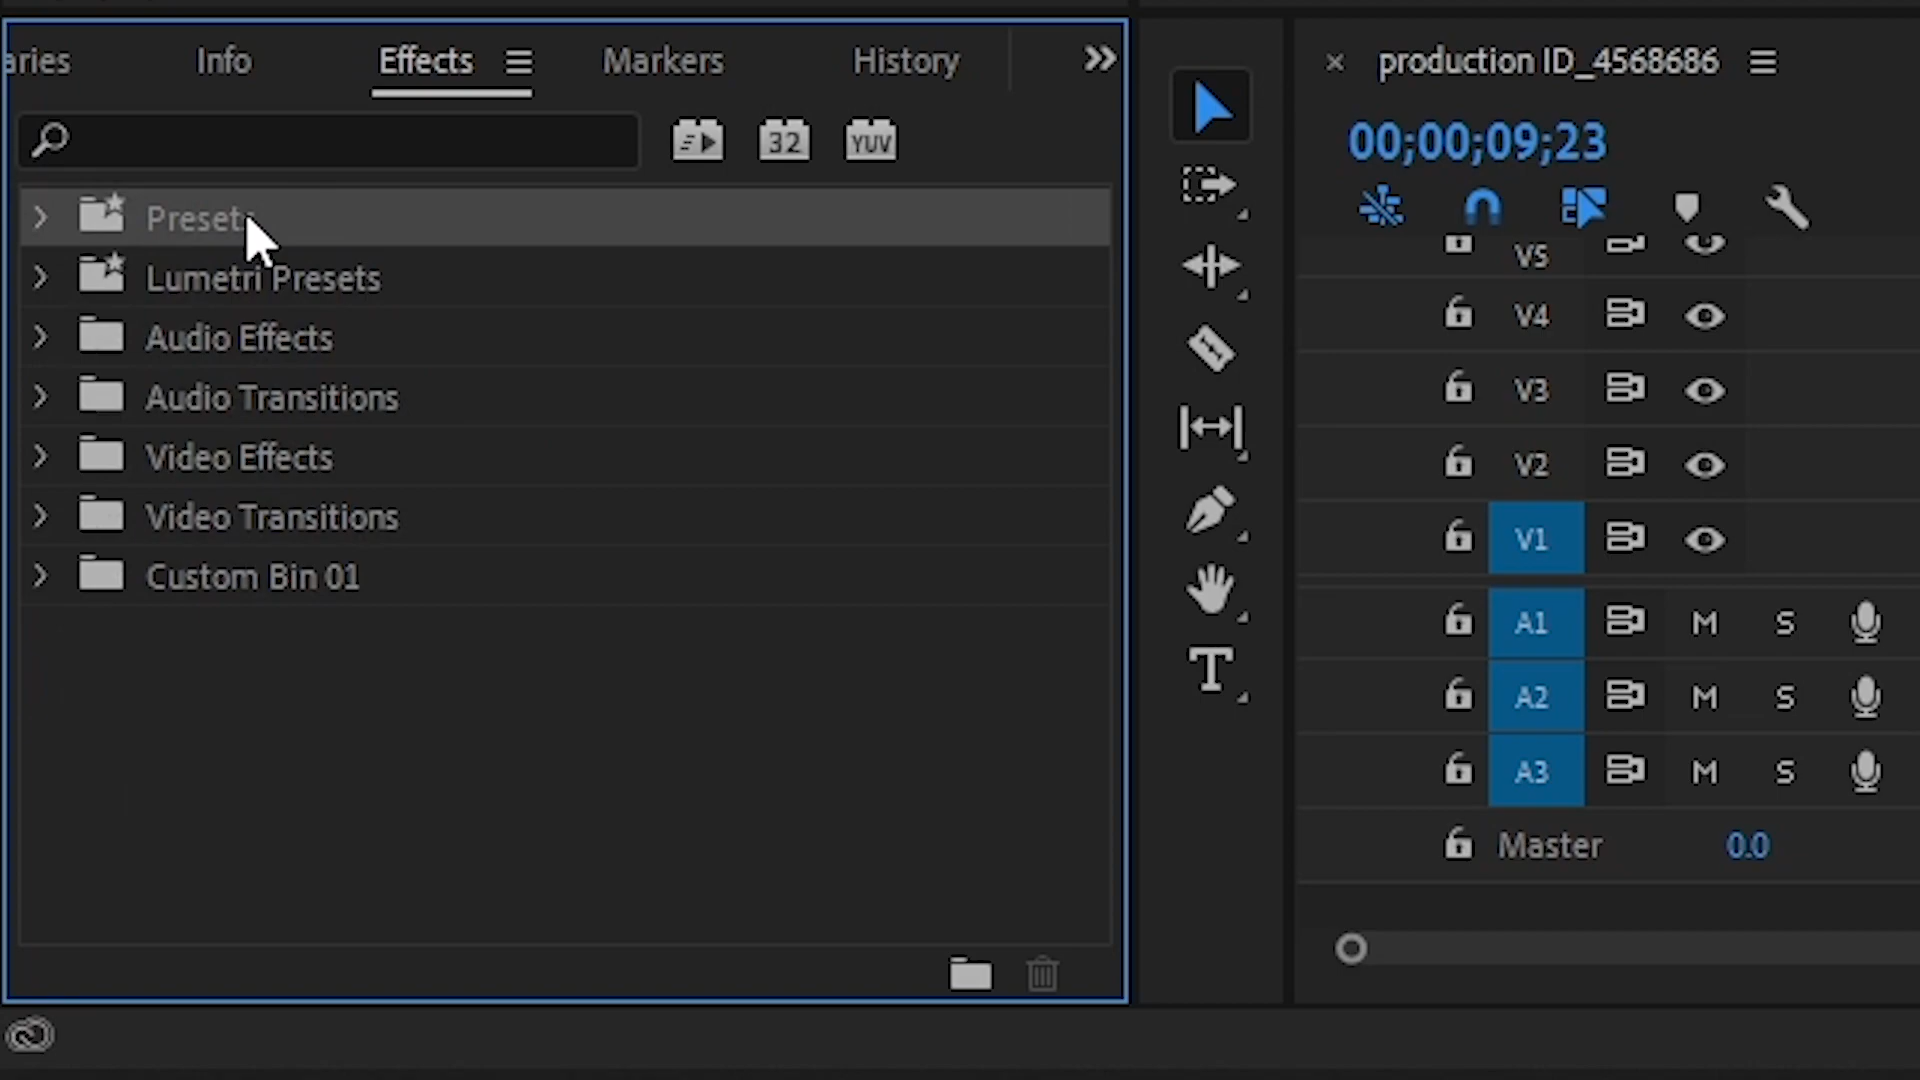 aries Info Effects Markers History
32 YUV
Presets
Lumetri Presets
Audio Effects
Audio Transitions
Video Effects
Video Transitions
Custom Bin 01
production ID_4568686
00;00;09;23
V5
V4
V3
V2
V1
A1 M S
A2 M S
A3 M S
Master 0.0